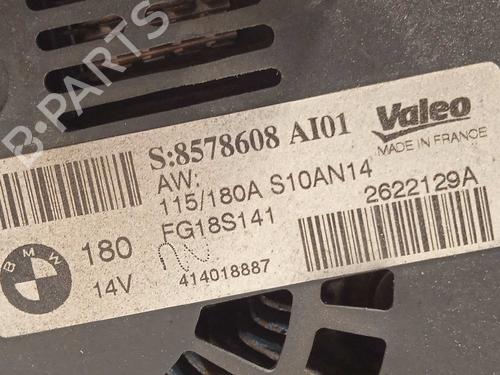 B-PARTS
S:8578608 AI01
Valeo
MADE IN FRANCE
AW:
115/180A S10AN14
2622129A
FG18S141
BMW
180
14V
414018887